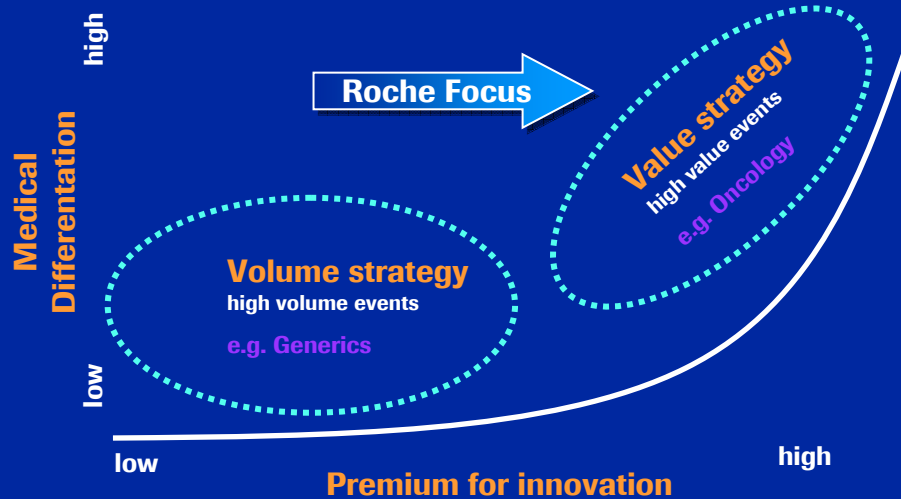 high
Roche Focus
Value strategy
high value events
e.g. Oncology
Medical
Differentation
Volume strategy
high volume events
e.g. Generics
low
low
high
Premium for innovation